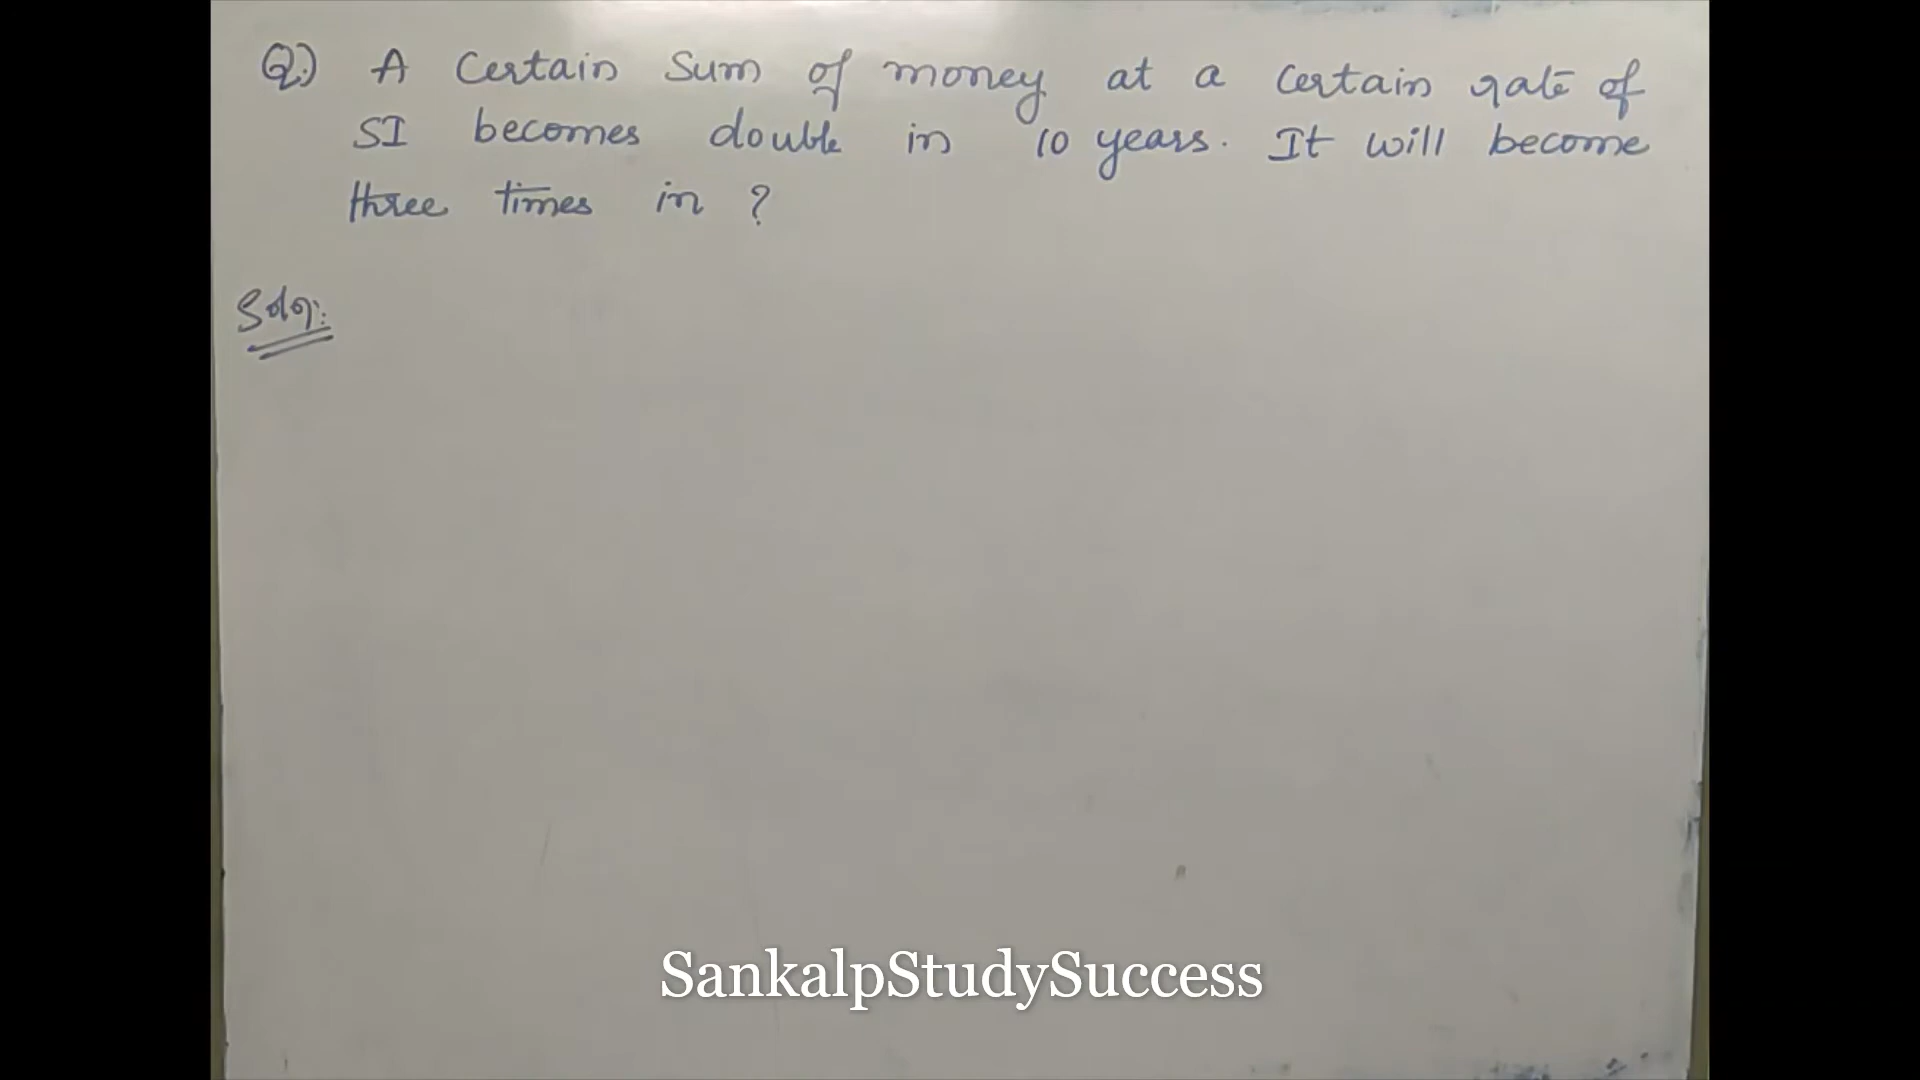 Q.) A Certain Sum of money at a Certain rate of
SI becomes double in 10 years. It will become
three times in ?
Soln:
SankalpStudySuccess